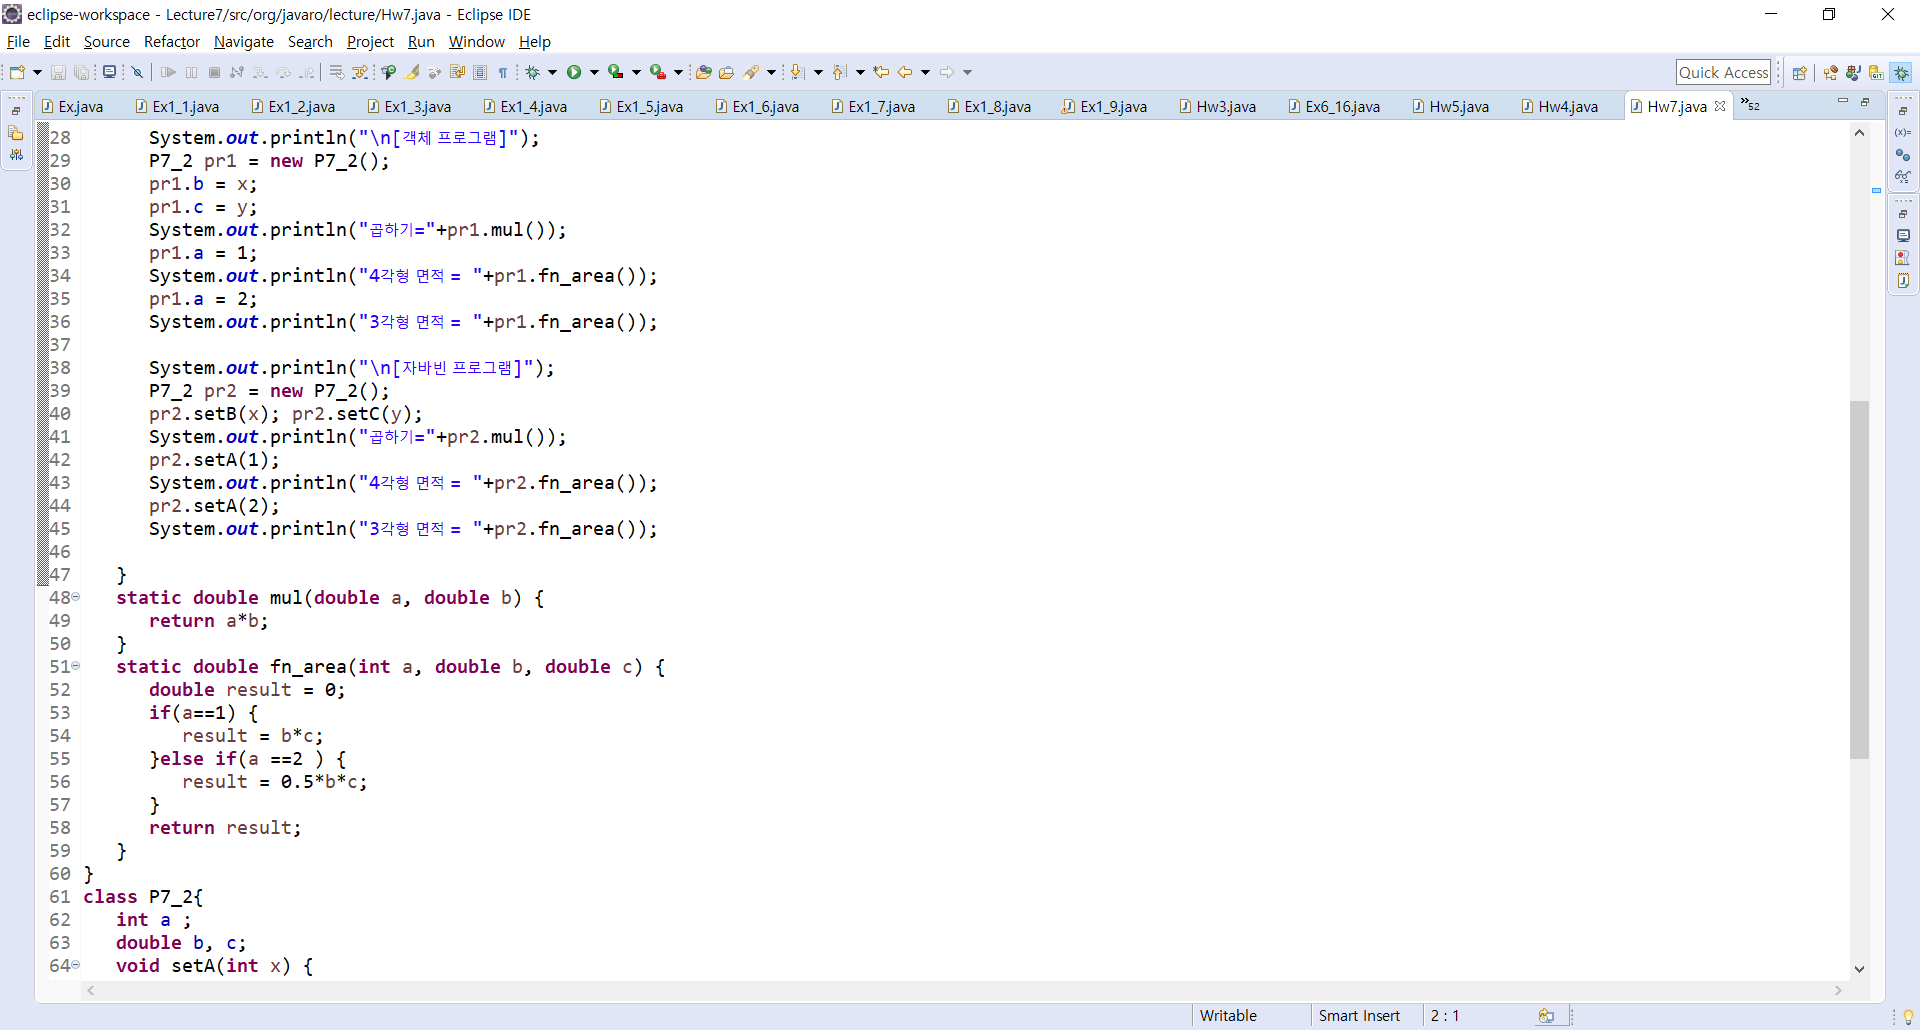 eclipse-workspace - Lecture7/src/org/javaro/lecture/Hw7.java - Eclipse IDE
File Edit Source Refactor Navigate Search Project Run Window Help
Quick Access
Ex.java Ex1_1.java Ex1_2.java Ex1_3.java Ex1_4.java Ex1_5.java Ex1_6.java Ex1_7.java Ex1_8.java Ex1_9.java Hw3.java Ex6_16.java Hw5.java Hw4.java Hw7.java »52
28 System.out.println("\n[객체 프로그램]");
29 P7_2 pr1 = new P7_2();
30 pr1.b = x;
31 pr1.c = y;
32 System.out.println("곱하기="+pr1.mul());
33 pr1.a = 1;
34 System.out.println("4각형 면적 = "+pr1.fn_area());
35 pr1.a = 2;
36 System.out.println("3각형 면적 = "+pr1.fn_area());
37
38 System.out.println("\n[자바빈 프로그램]");
39 P7_2 pr2 = new P7_2();
40 pr2.setB(x); pr2.setC(y);
41 System.out.println("곱하기="+pr2.mul());
42 pr2.setA(1);
43 System.out.println("4각형 면적 = "+pr2.fn_area());
44 pr2.setA(2);
45 System.out.println("3각형 면적 = "+pr2.fn_area());
46
47 }
48 static double mul(double a, double b) {
49 return a*b;
50 }
51 static double fn_area(int a, double b, double c) {
52 double result = 0;
53 if(a==1) {
54 result = b*c;
55 }else if(a ==2 ) {
56 result = 0.5*b*c;
57 }
58 return result;
59 }
60 }
61 class P7_2{
62 int a ;
63 double b, c;
64 void setA(int x) {
Writable Smart Insert 2 : 1